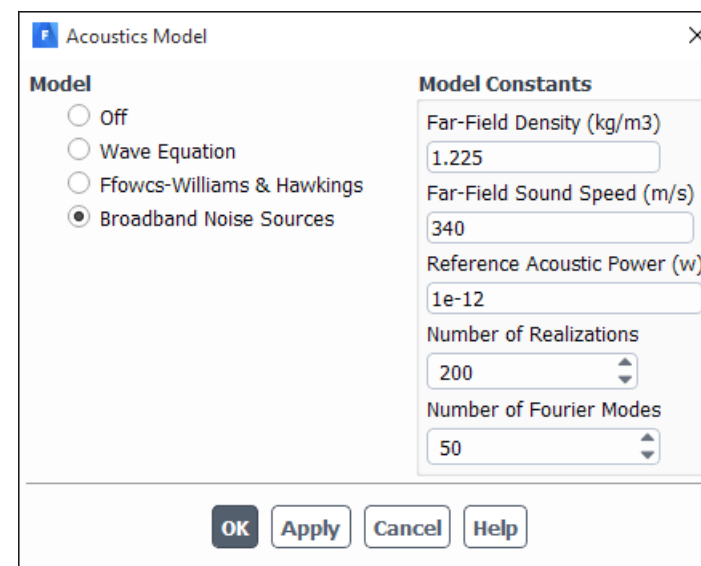 F Acoustics Model
Model
Off
Wave Equation
Ffowcs-Williams & Hawkings
Broadband Noise Sources
Model Constants
Far-Field Density (kg/m3)
1.225
Far-Field Sound Speed (m/s)
340
Reference Acoustic Power (w)
1e-12
Number of Realizations
200
Number of Fourier Modes
50
OK Apply Cancel Help